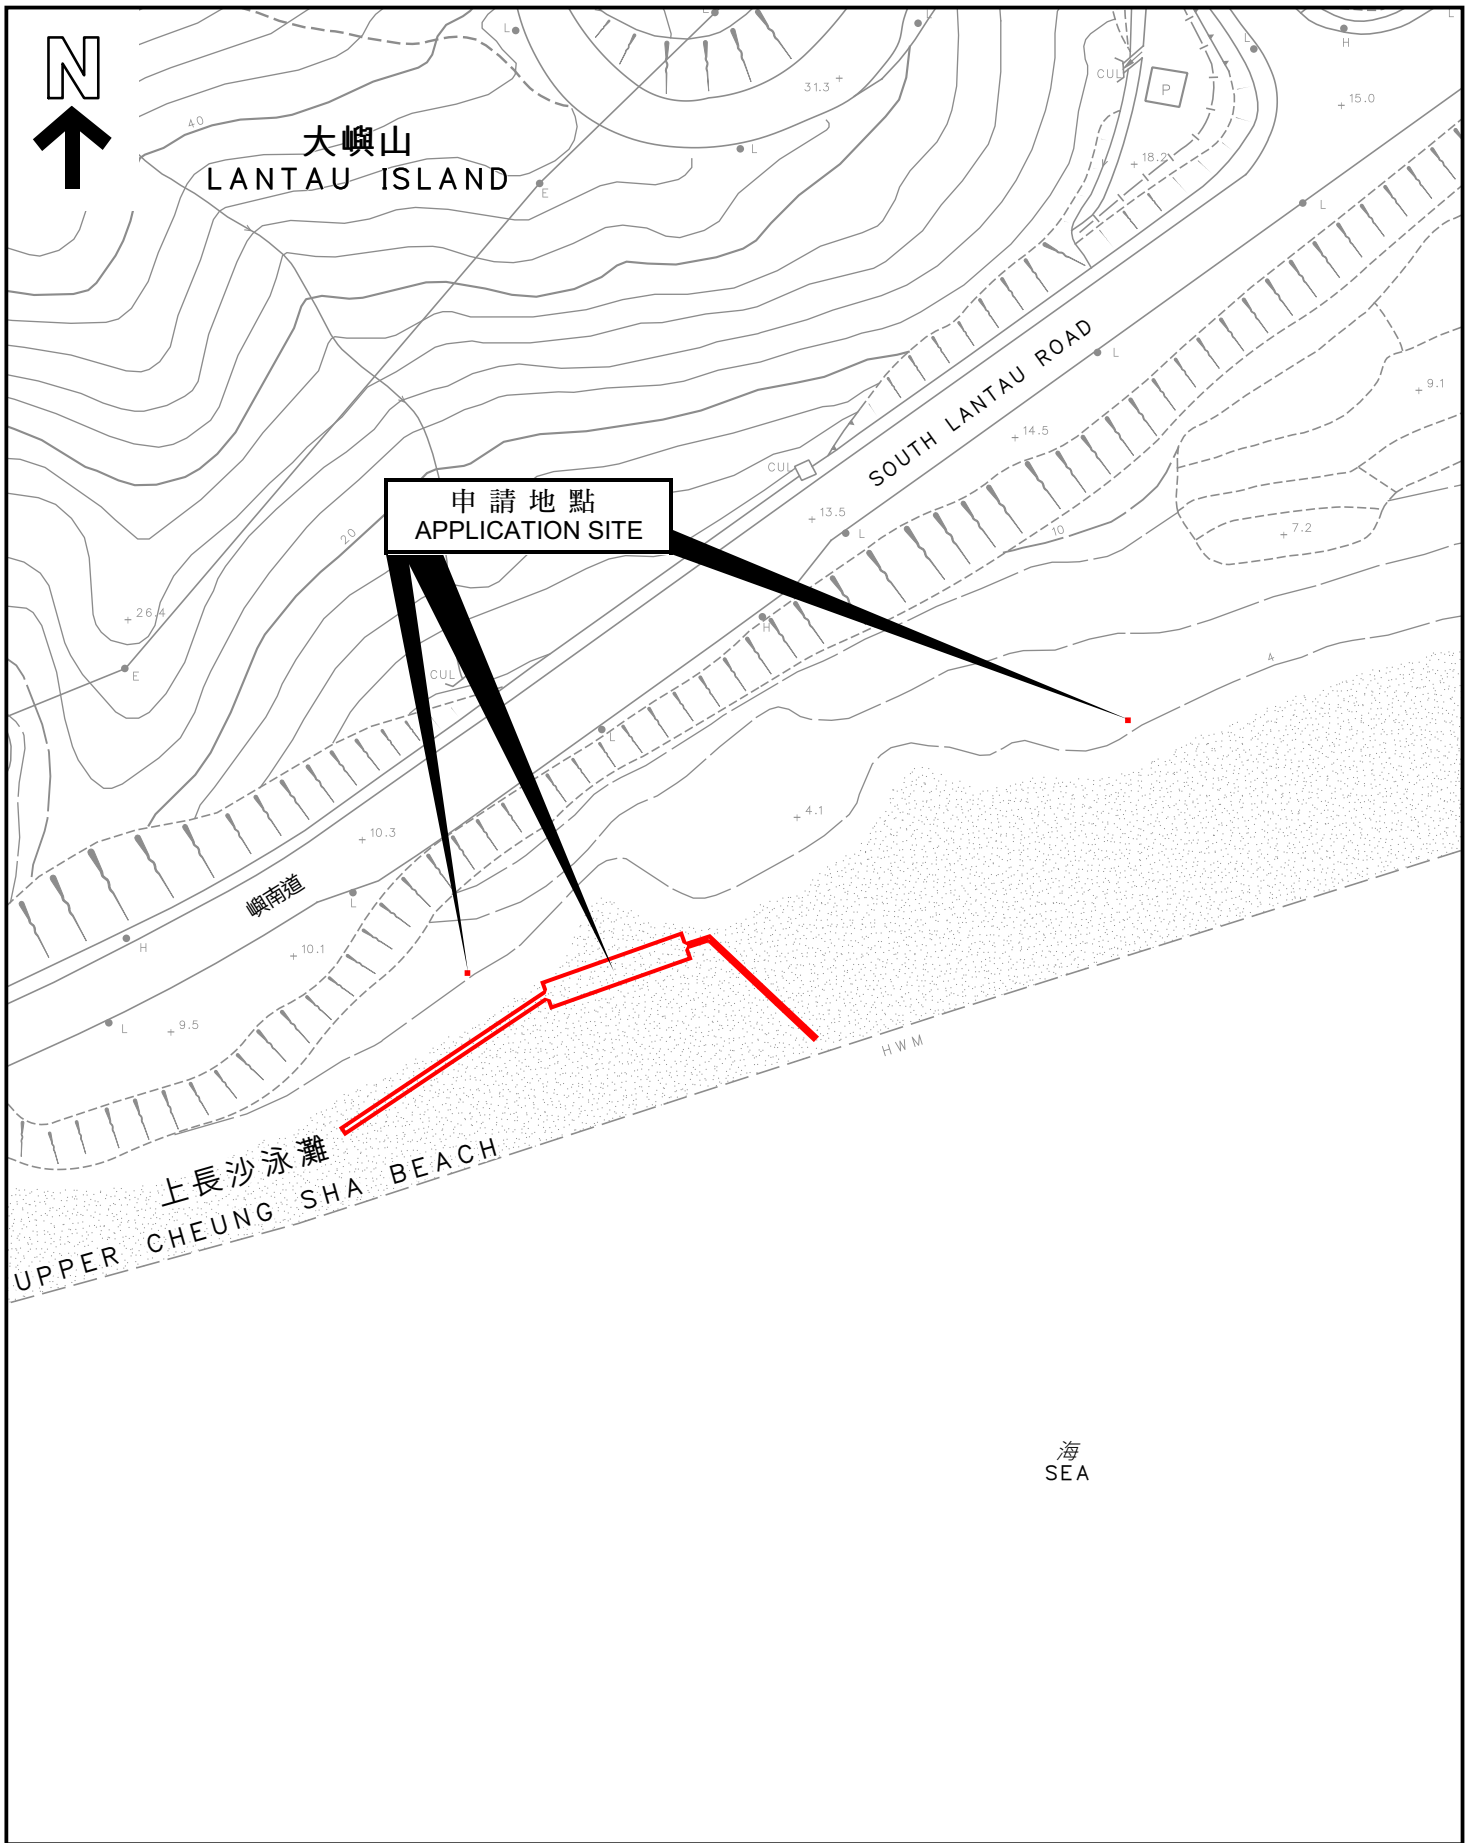 N
大嶼山
LANTAU ISLAND
40
L
L
L
31.3
L
CUL
P
L
H
L
15.0
18.2
L
E
SOUTH LANTAU ROAD
L
9.1
14.5
CUL
申請地點
APPLICATION SITE
13.5
L
10
7.2
20
26.4
E
H
CUL
4
L
4.1
10.3
嶼南道
L
H
10.1
L
9.5
HWM
上長沙泳灘
UPPER CHEUNG SHA BEACH
海
SEA